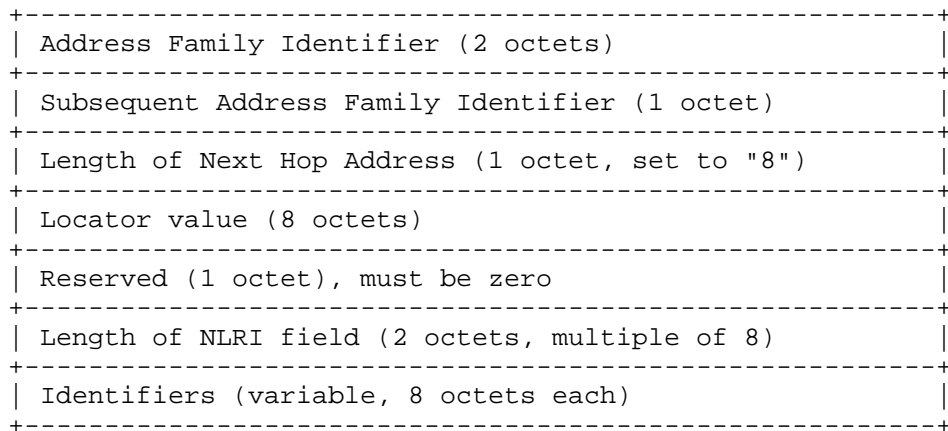 +---------------------------------------------------------+
| Address Family Identifier (2 octets)                    |
+---------------------------------------------------------+
| Subsequent Address Family Identifier (1 octet)          |
+---------------------------------------------------------+
| Length of Next Hop Address (1 octet, set to "8")        |
+---------------------------------------------------------+
| Locator value (8 octets)                                |
+---------------------------------------------------------+
| Reserved (1 octet), must be zero                        |
+---------------------------------------------------------+
| Length of NLRI field (2 octets, multiple of 8)          |
+---------------------------------------------------------+
| Identifiers (variable, 8 octets each)                   |
+---------------------------------------------------------+